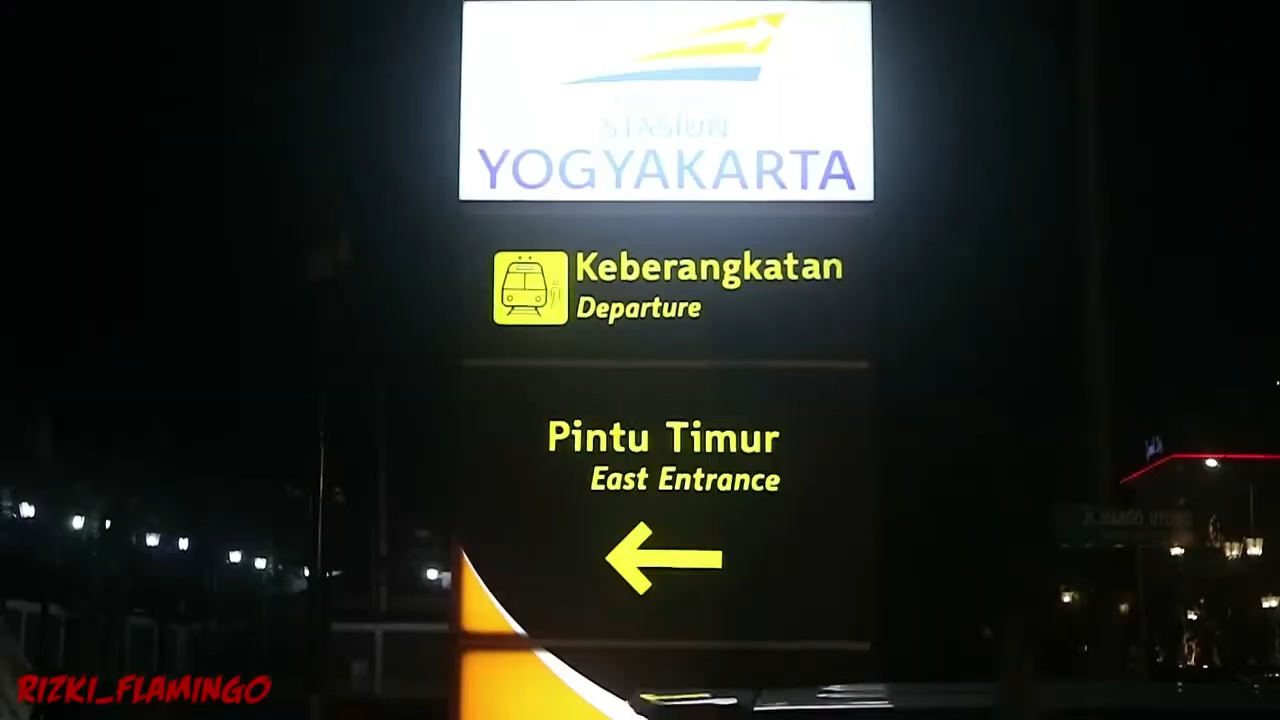 STASIUN
YOGYAKARTA
Keberangkatan
Departure
Pintu Timur
East Entrance
RIZKI_FLAMINGO